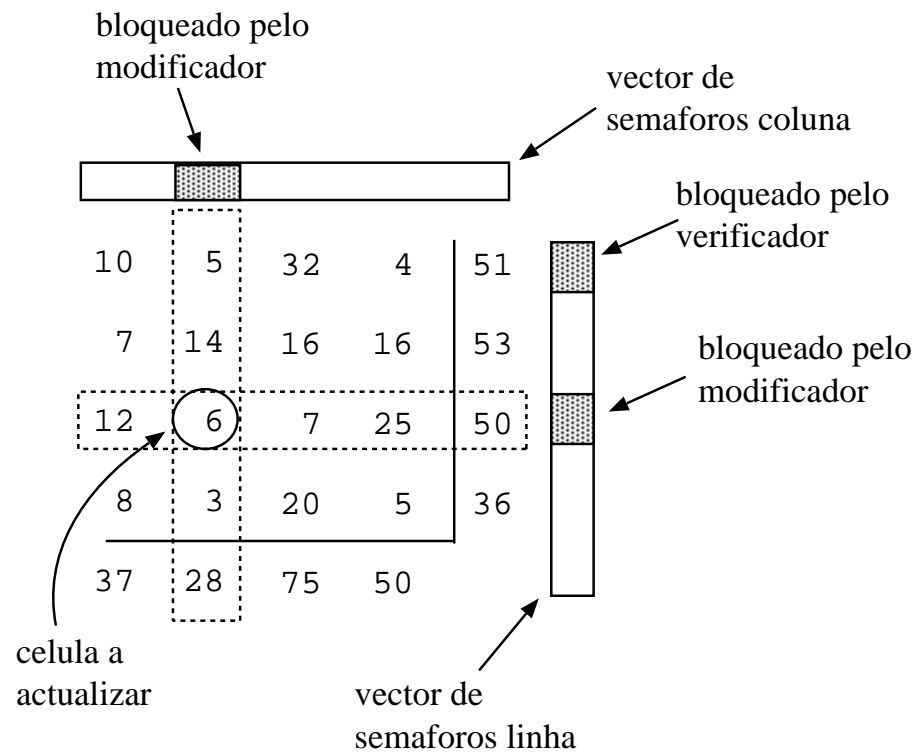 bloqueado pelo
modificador
vector de
semaforos coluna
bloqueado pelo
verificador
10 5 32 4 51
7 14 16 16 53
bloqueado pelo
modificador
12 6 7 25 50
8 3 20 5 36
37 28 75 50
celula a
actualizar
vector de
semaforos linha